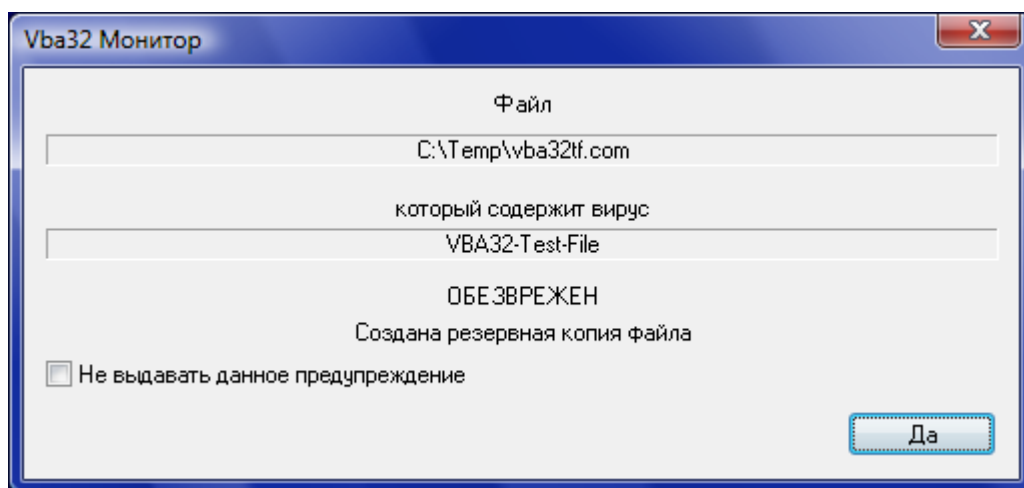 Vba32 Монитор
Файл
C:\Temp\vba32tf.com
который содержит вирус
VBA32-Test-File
ОБЕЗВРЕЖЕН
Создана резервная копия файла
Не выдавать данное предупреждение
Да